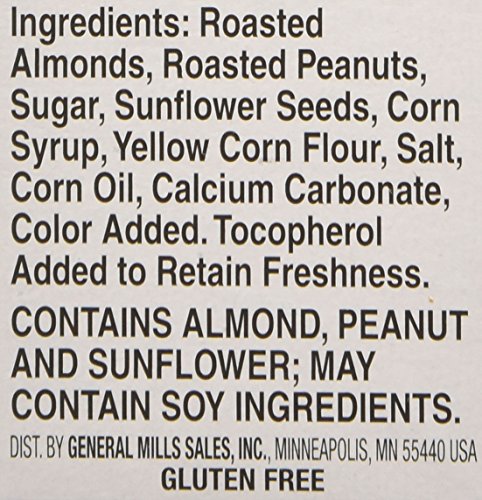 Ingredients: Roasted
Almonds, Roasted Peanuts,
Sugar, Sunflower Seeds, Corn
Syrup, Yellow Corn Flour, Salt,
Corn Oil, Calcium Carbonate,
Color Added. Tocopherol
Added to Retain Freshness.
CONTAINS ALMOND, PEANUT
AND SUNFLOWER; MAY
CONTAIN SOY INGREDIENTS.
DIST. BY GENERAL MILLS SALES, INC., MINNEAPOLIS, MN 55440 USA
GLUTEN FREE